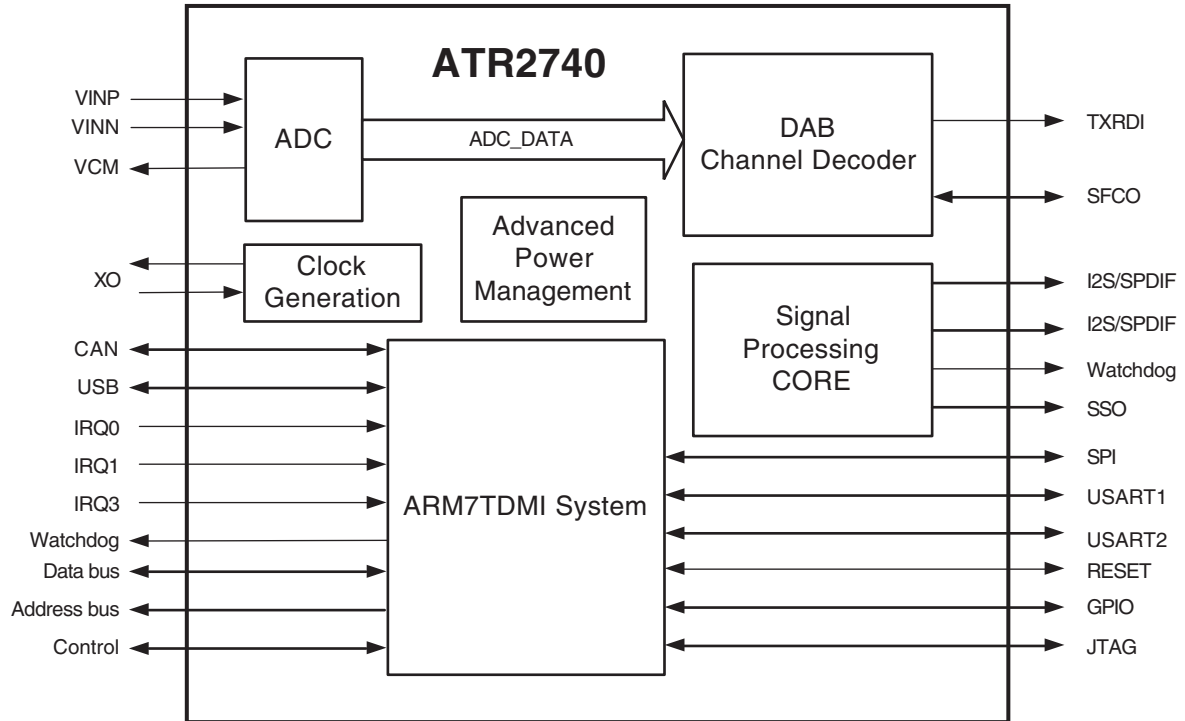 ATR2740
VINP
VINN
VCM
ADC
ADC_DATA
DAB
Channel Decoder
TXRDI
SFCO
XO
Clock
Generation
Advanced
Power
Management
Signal
Processing
CORE
I2S/SPDIF
I2S/SPDIF
Watchdog
SSO
CAN
USB
IRQ0
IRQ1
IRQ3
Watchdog
Data bus
Address bus
Control
ARM7TDMI System
SPI
USART1
USART2
RESET
GPIO
JTAG